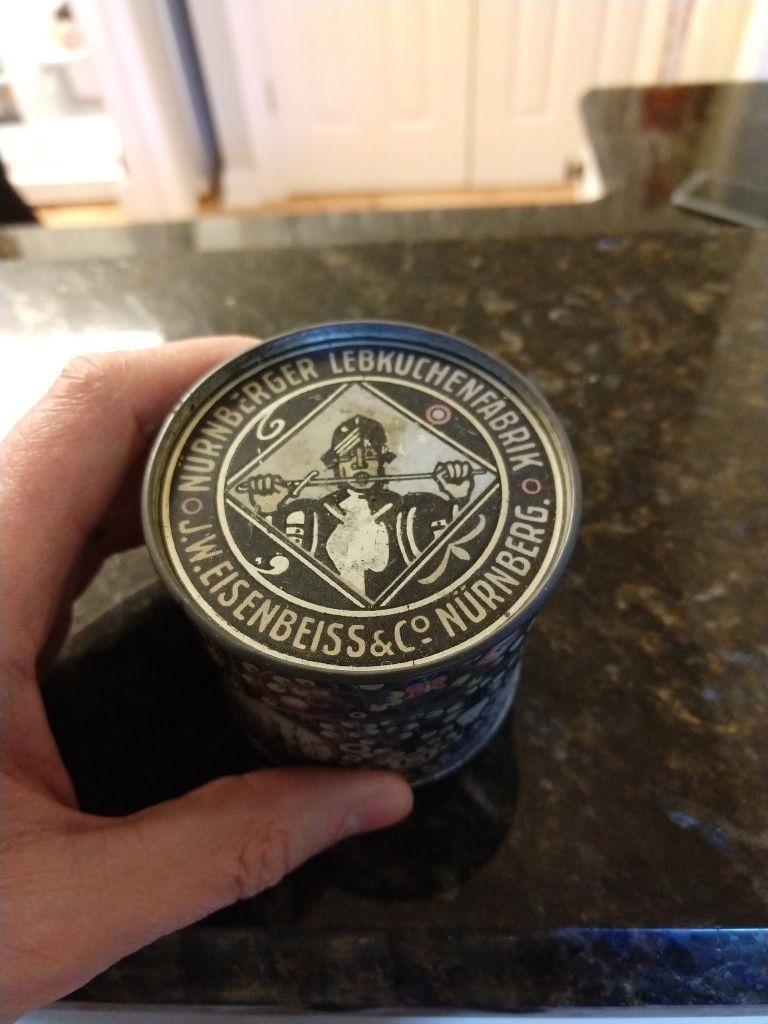 NÜRNBERGER LEBKUCHENFABRIK
J.W. EISENBEISS & Cº NÜRNBERG.